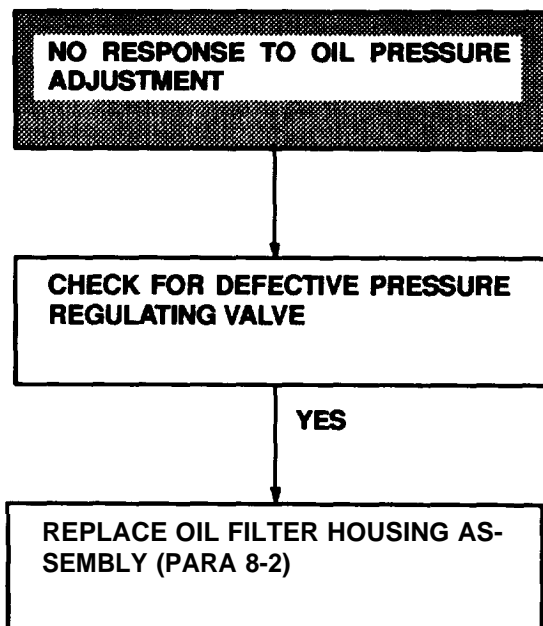 NO RESPONSE TO OIL PRESSURE
ADJUSTMENT
CHECK FOR DEFECTIVE PRESSURE
REGULATING VALVE
YES
REPLACE OIL FILTER HOUSING AS-
SEMBLY (PARA 8-2)